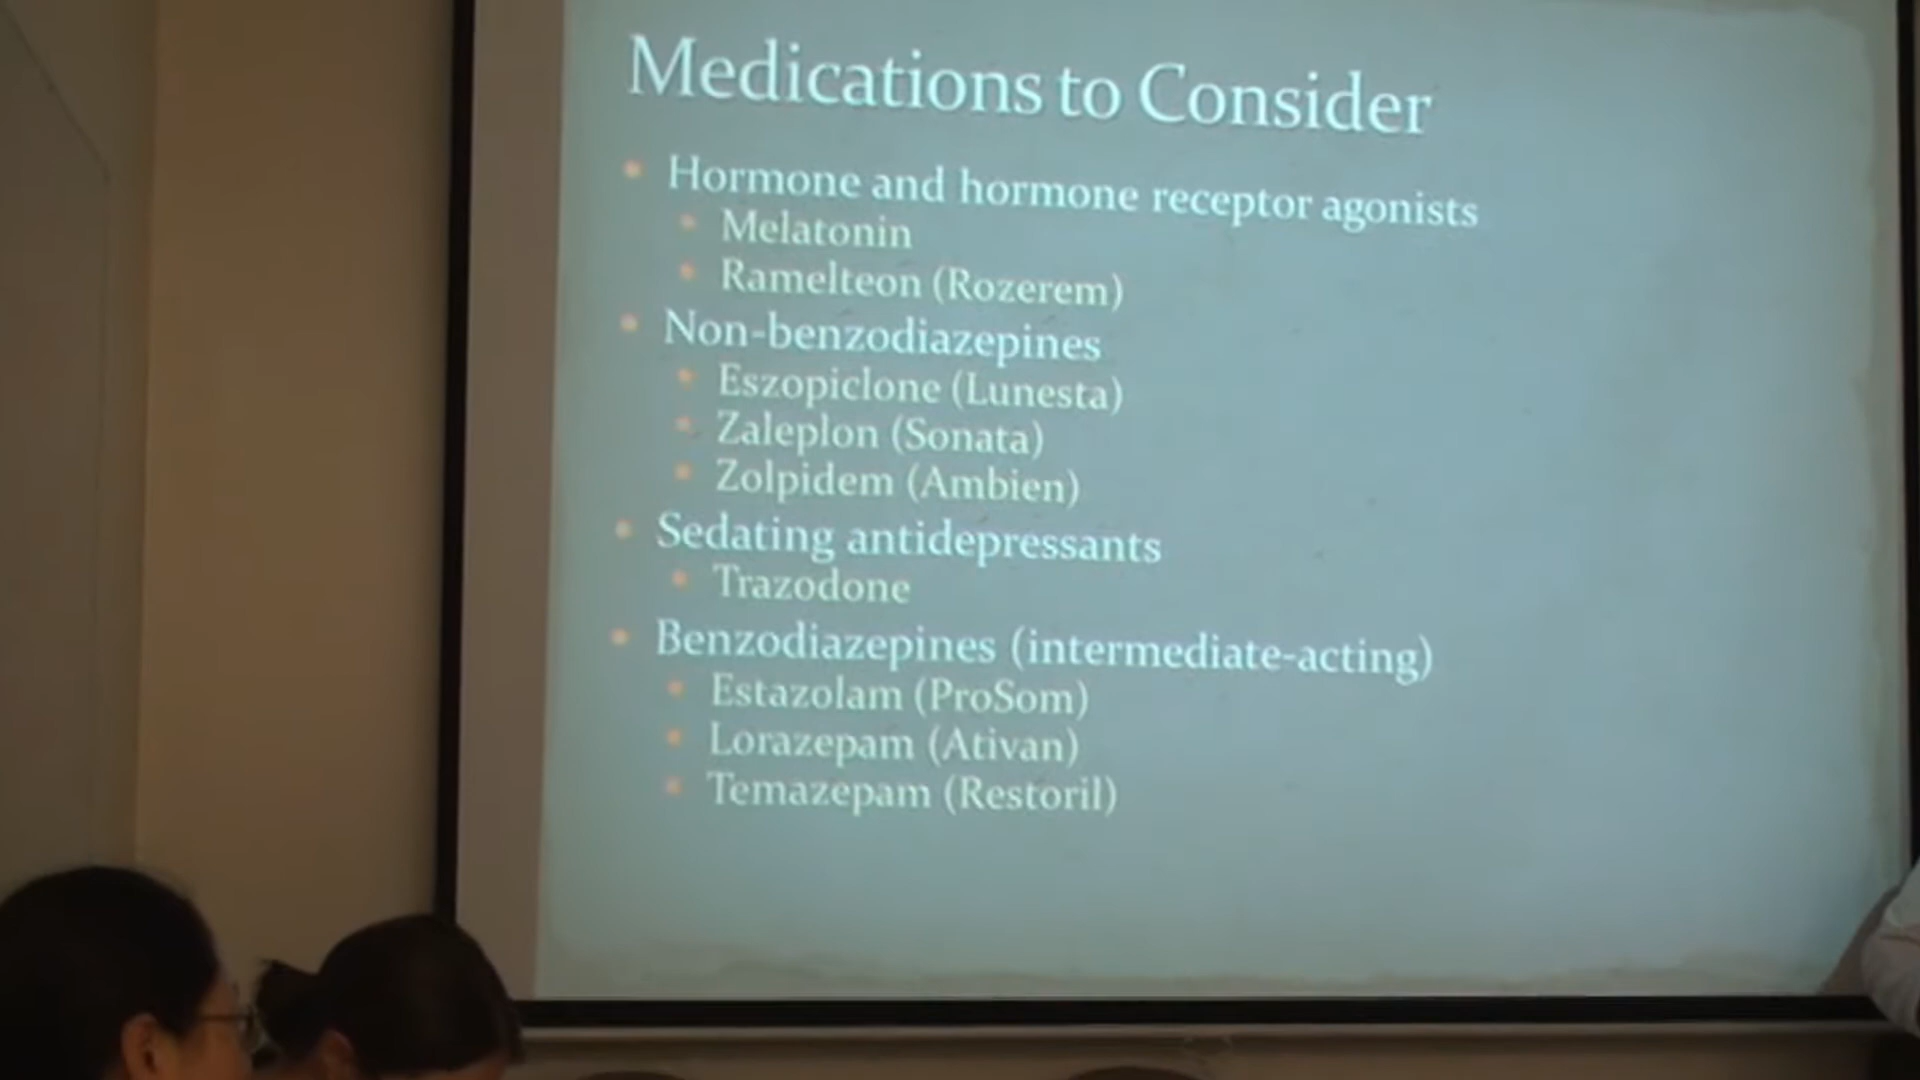 Medications to Consider
• Hormone and hormone receptor agonists
• Melatonin
• Ramelteon (Rozerem)
• Non-benzodiazepines
• Eszopiclone (Lunesta)
• Zaleplon (Sonata)
• Zolpidem (Ambien)
• Sedating antidepressants
• Trazodone
• Benzodiazepines (intermediate-acting)
• Estazolam (ProSom)
• Lorazepam (Ativan)
• Temazepam (Restoril)